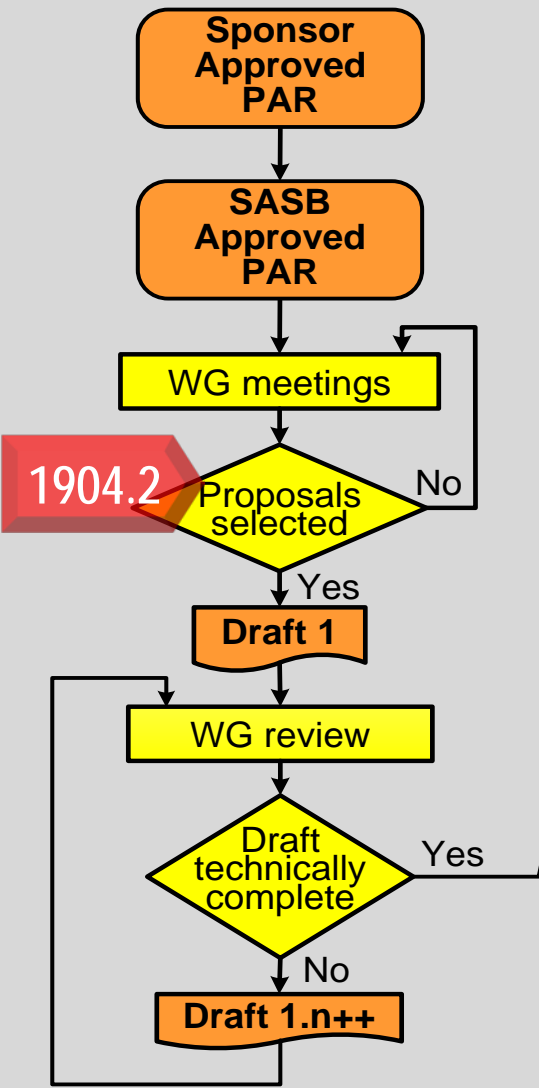 Sponsor
Approved
PAR
SASB
Approved
PAR
WG meetings
1904.2
Proposals
selected
No
Yes
Draft 1
WG review
Draft
technically
complete
Yes
No
Draft 1.n++